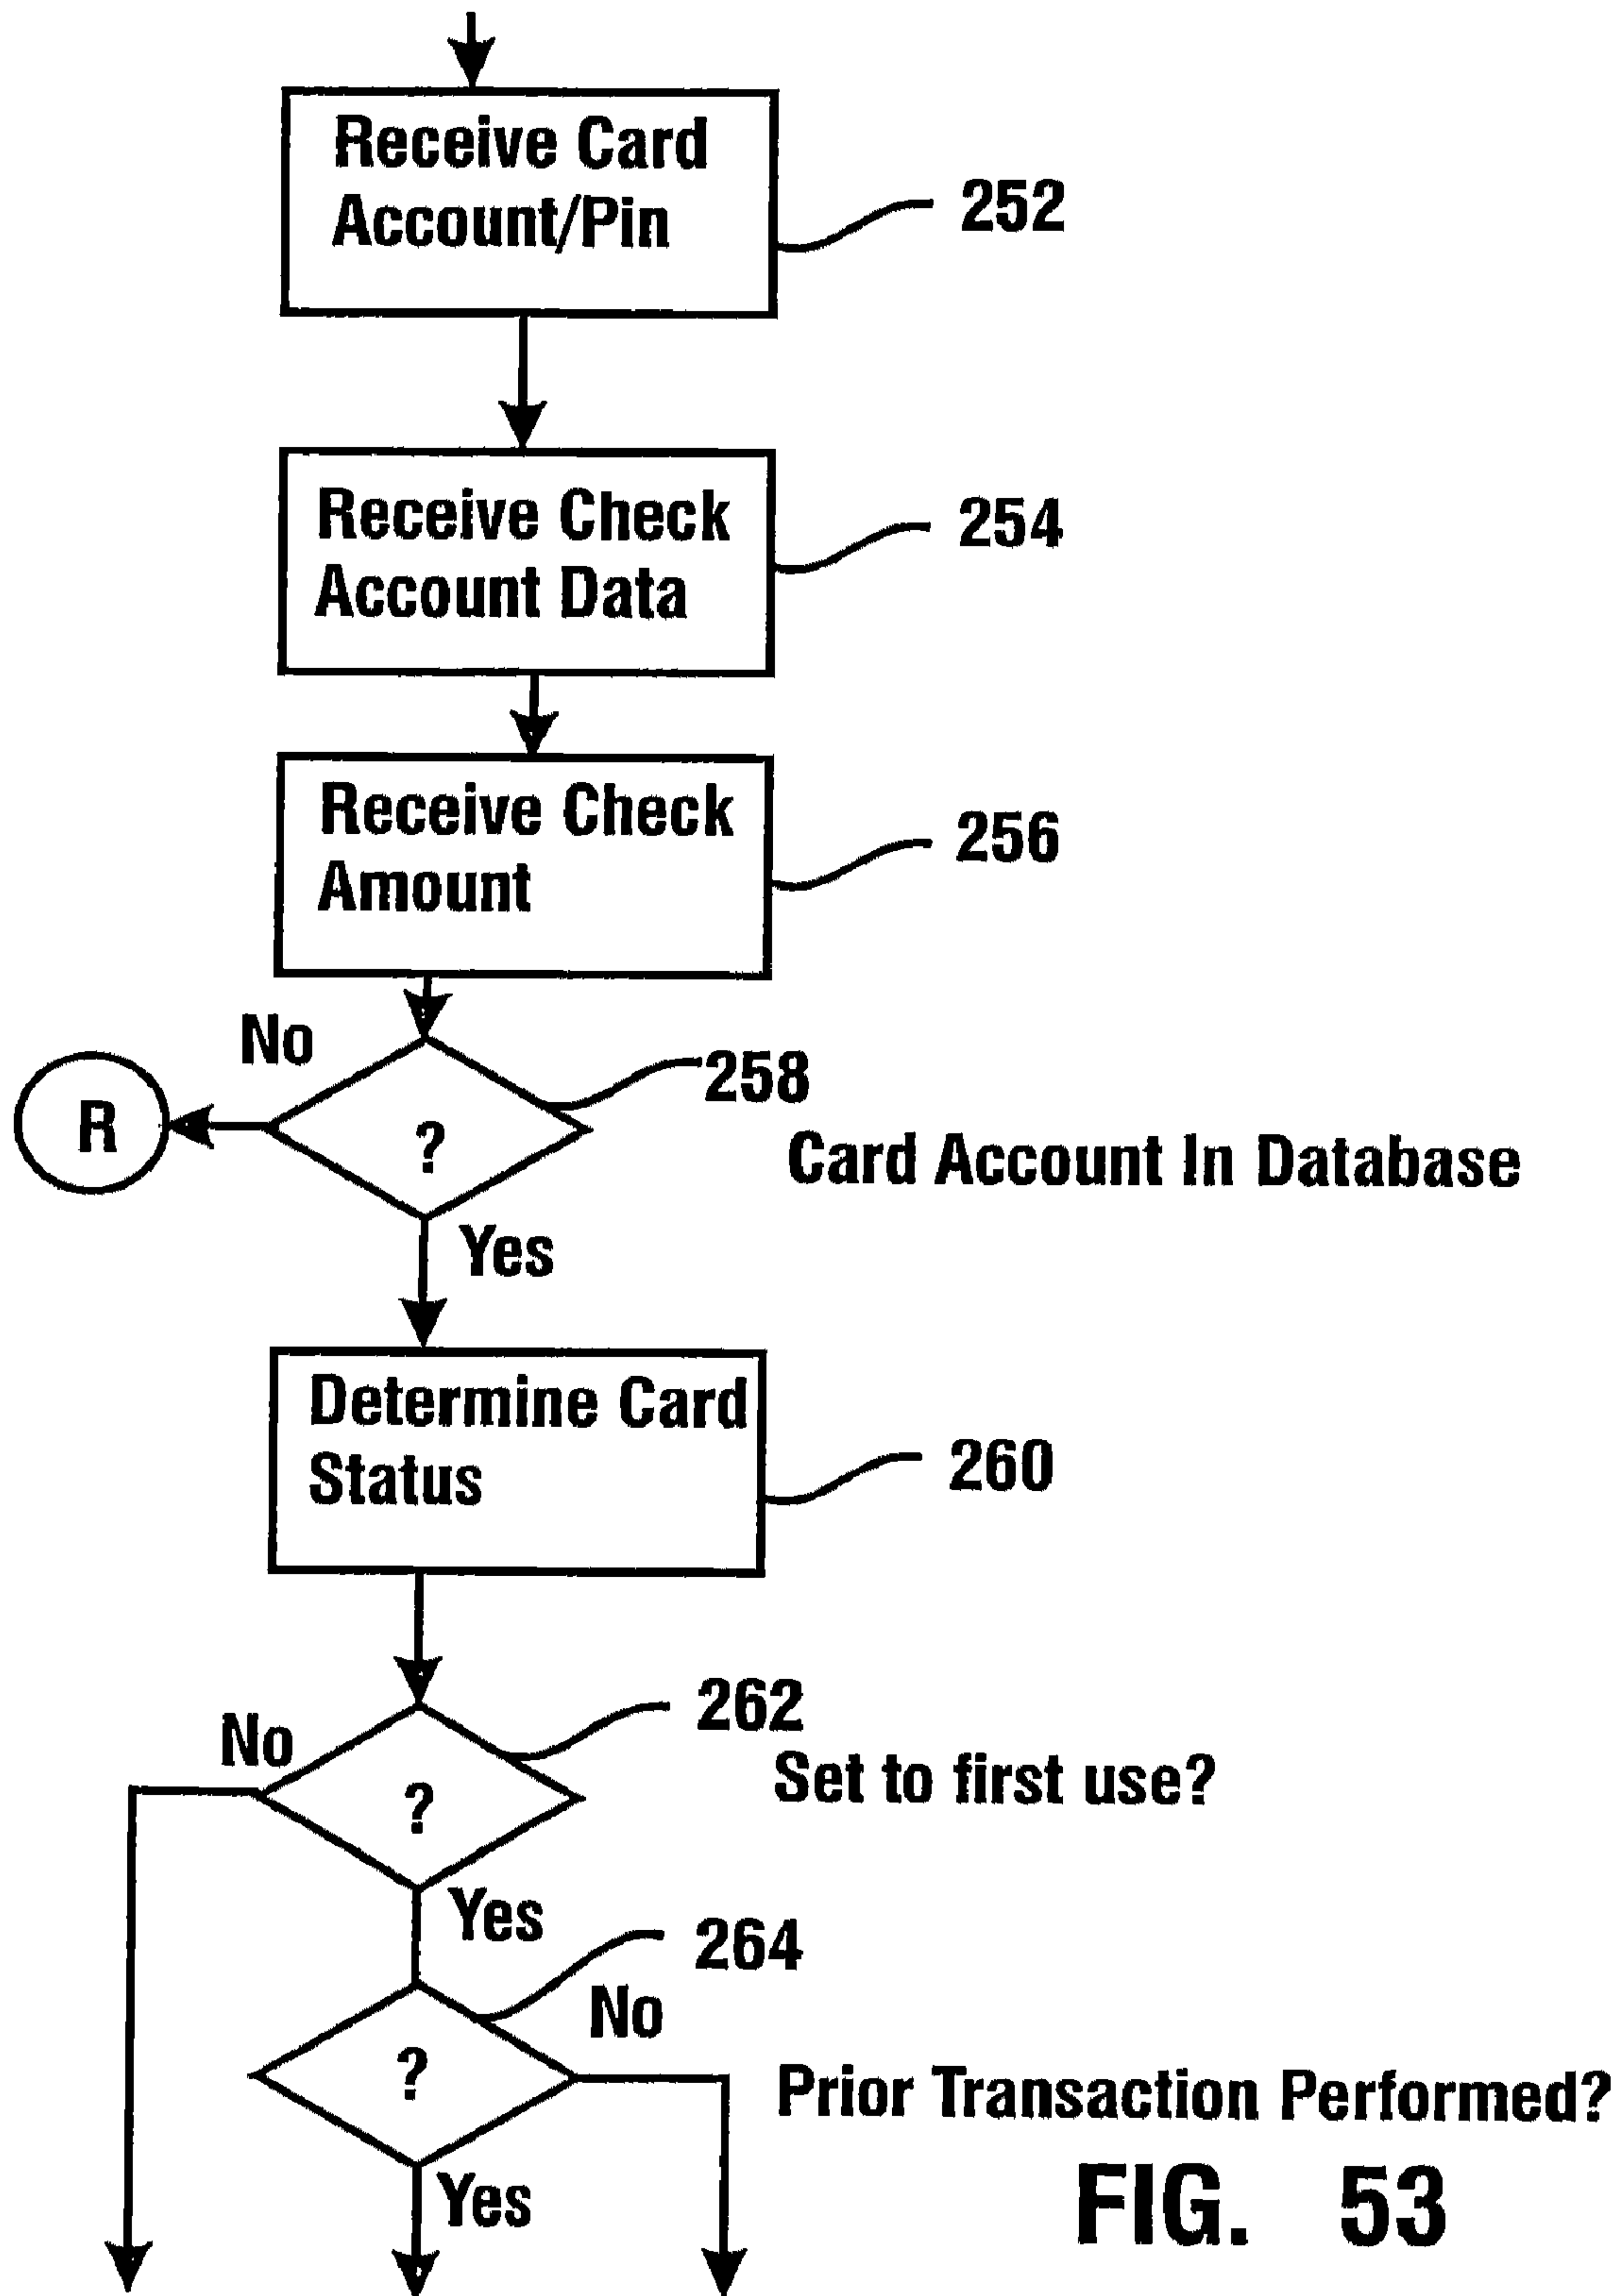 Receive Card
Account/Pin
252
Receive Check
Account Data
254
Receive Check
Amount
256
No
258
R
?
Card Account In Database
Yes
Determine Card
Status
260
262
No
?
Set to first use?
Yes
264
No
?
Prior Transaction Performed?
Yes
FIG. 53